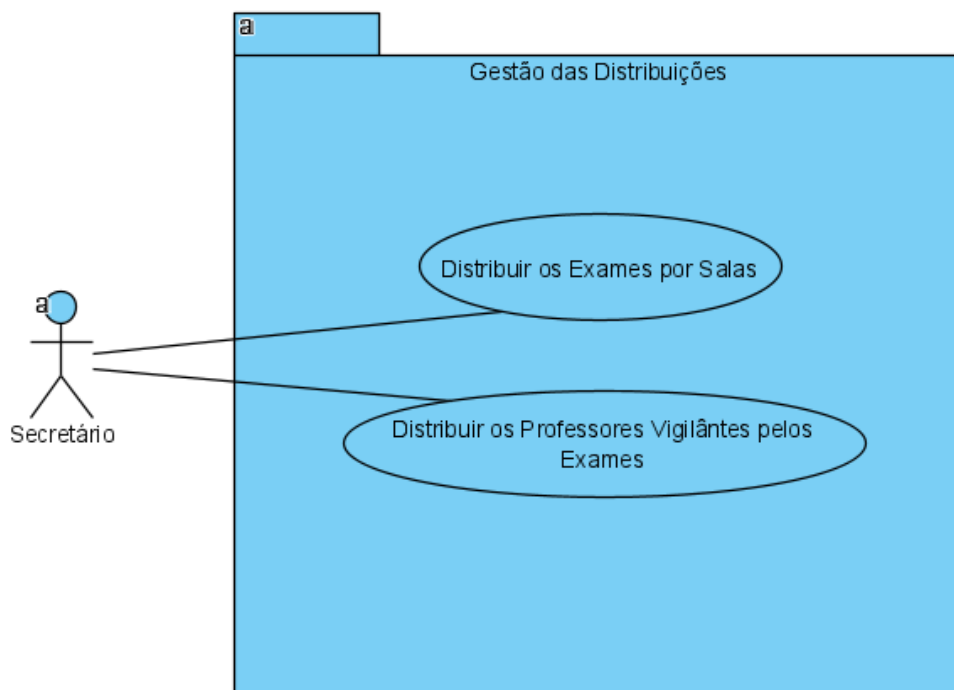 a
Gestão das Distribuições
Distribuir os Exames por Salas
a
Secretário
Distribuir os Professores Vigilântes pelos
Exames